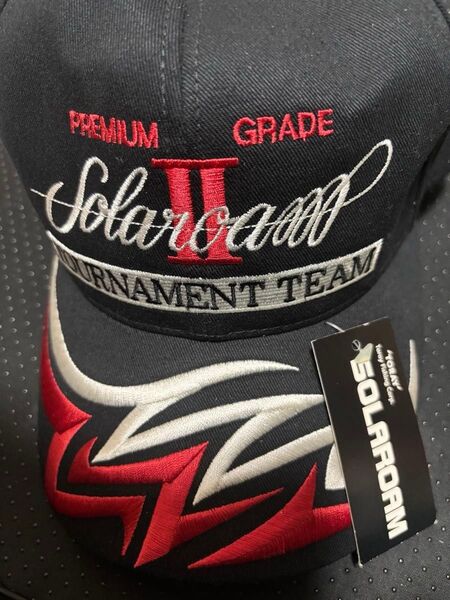 PREMIUM GRADE
II
Solaroam
TOURNAMENT TEAM
SOLAROAM